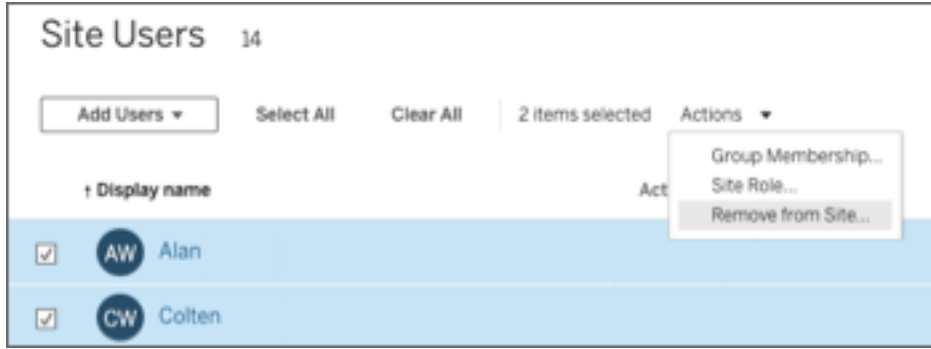 Site Users 14
Add Users ▾ Select All Clear All 2 items selected Actions ▾
Group Membership...
↑ Display name Act Site Role...
Remove from Site...
AW Alan
CW Colten